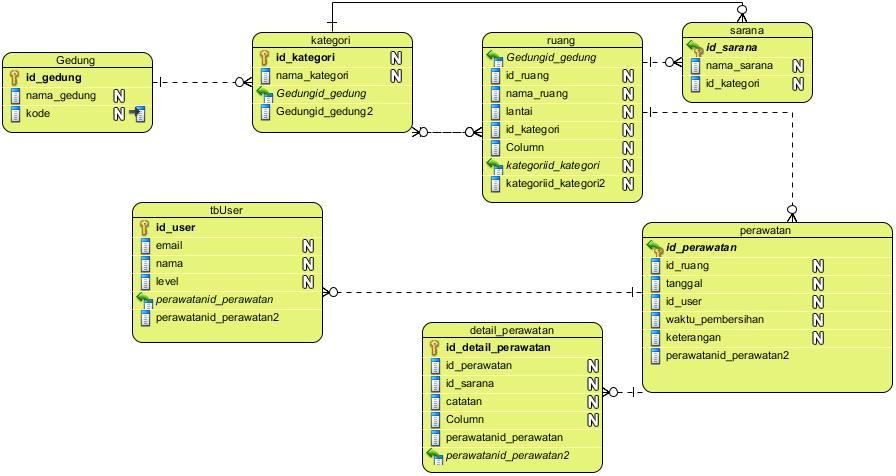 Gedung
id_gedung
nama_gedung N
kode N
kategori
id_kategori N
nama_kategori N
Gedungid_gedung
Gedungid_gedung2
ruang
Gedungid_gedung
id_ruang N
nama_ruang N
lantai N
id_kategori N
Column N
kategoriid_kategori N
kategoriid_kategori2 N
sarana
id_sarana
nama_sarana N
id_kategori N
tbUser
id_user
email N
nama N
level N
perawatanid_perawatan
perawatanid_perawatan2
perawatan
id_perawatan
id_ruang N
tanggal N
id_user N
waktu_pembersihan N
keterangan N
perawatanid_perawatan2
detail_perawatan
id_detail_perawatan
id_perawatan N
id_sarana N
catatan N
Column N
perawatanid_perawatan
perawatanid_perawatan2